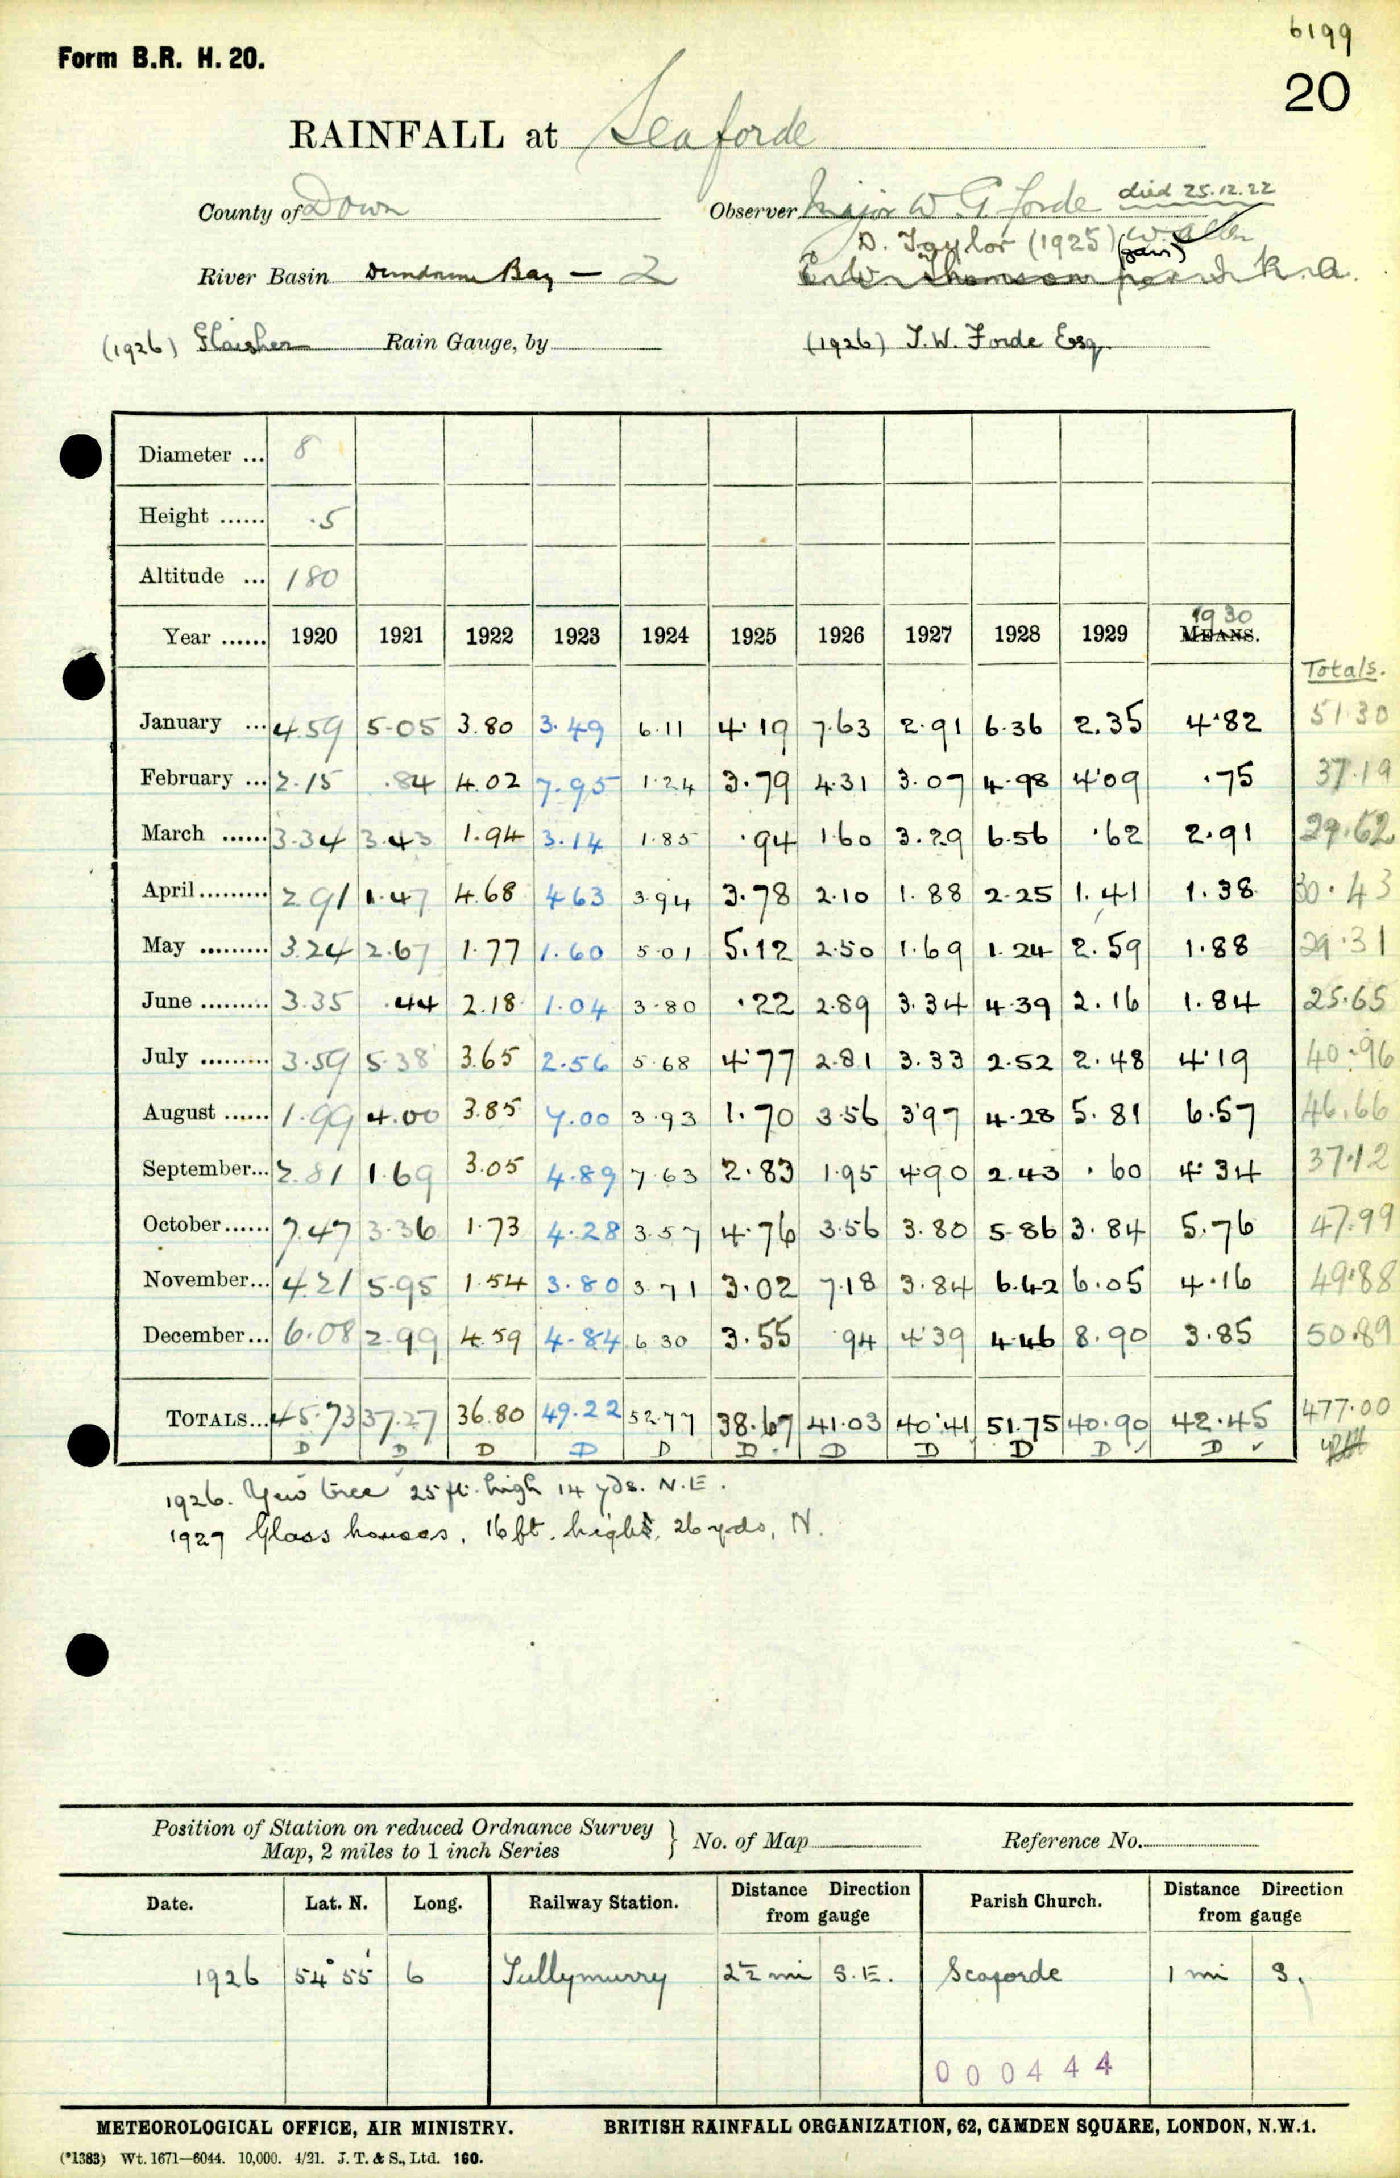 6199
Form B.R. H. 20.
20
RAINFALL at Seaforde
County of Down Observer Major W G Forde died 25.12.22
D. Taylor (1925) W. Allen
(gav)
River Basin Dundrum Bay — 2 Thomson
(1926) Flaisher Rain Gauge, by (1926) T.W. Forde Esq
Diameter ... 8
Height ...... .5
Altitude ... 180
1930
Year ...... 1920 1921 1922 1923 1924 1925 1926 1927 1928 1929 MEANS.
Totals.
January ... 4.59 5.05 3.80 3.49 6.11 4.19 7.63 2.91 6.36 2.35 4.82 51.30
February ... 2.15 .84 4.02 7.95 1.24 3.79 4.31 3.07 4.98 4.09 .75 37.19
March ...... 3.34 3.43 1.94 3.14 1.85 .94 1.60 3.29 6.56 .62 2.91 29.62
April ......... 2.91 1.47 4.68 4.63 3.94 3.78 2.10 1.88 2.25 1.41 1.38 30.43
May ......... 3.24 2.67 1.77 1.60 5.01 5.12 2.50 1.69 1.24 2.59 1.88 29.31
June ......... 3.35 .44 2.18 1.04 3.80 .22 2.89 3.34 4.39 2.16 1.84 25.65
July ......... 3.59 5.38 3.65 2.56 5.68 4.77 2.81 3.33 2.52 2.48 4.19 40.96
August ...... 1.99 4.00 3.85 7.00 3.93 1.70 3.56 3.97 4.28 5.81 6.57 46.66
September... 2.81 1.69 3.05 4.89 7.63 2.83 1.95 4.90 2.43 .60 4.34 37.12
October...... 7.47 3.36 1.73 4.28 3.57 4.76 3.56 3.80 5.86 3.84 5.76 47.99
November... 4.21 5.95 1.54 3.80 3.71 3.02 7.18 3.84 6.42 6.05 4.16 49.88
December... 6.08 2.99 4.59 4.84 6.30 3.55 .94 4.39 4.46 8.90 3.85 50.89
TOTALS... 45.73 37.27 36.80 49.22 52.77 38.67 41.03 40.41 51.75 40.90 42.45 477.00
D D D D D D D D D D D
1926. Yew tree 25 ft. high 14 yds. N.E.
1927 Glass houses, 16 ft. high, 26 yds, N.
Position of Station on reduced Ordnance Survey
Map, 2 miles to 1 inch Series } No. of Map Reference No.
Date. Lat. N. Long. Railway Station. Distance Direction from gauge Parish Church. Distance Direction from gauge
1926 54° 55' 6 Tullymurry 2½ mi S.E. Seaforde 1 mi S.
000444
METEOROLOGICAL OFFICE, AIR MINISTRY. BRITISH RAINFALL ORGANIZATION, 62, CAMDEN SQUARE, LONDON, N.W.1.
(*1383) Wt. 1671—6044. 10,000. 4/21. J. T. & S., Ltd. 160.